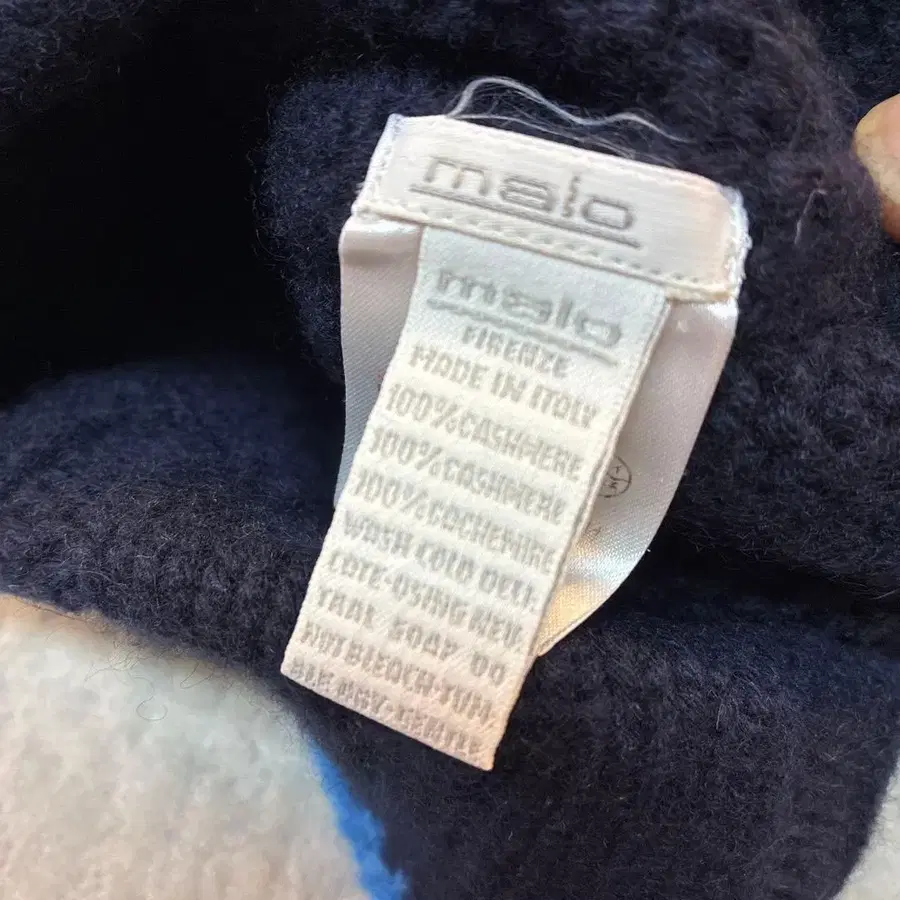 malo
malo
FIRENZE
MADE IN ITALY
100%CASHMERE
100%CASHMERE
100%CACHEMIRE
WASH COLD DELI-
CATE-USING NEU-
TRAL SOAP DO
NOT BLEACH-TUM-